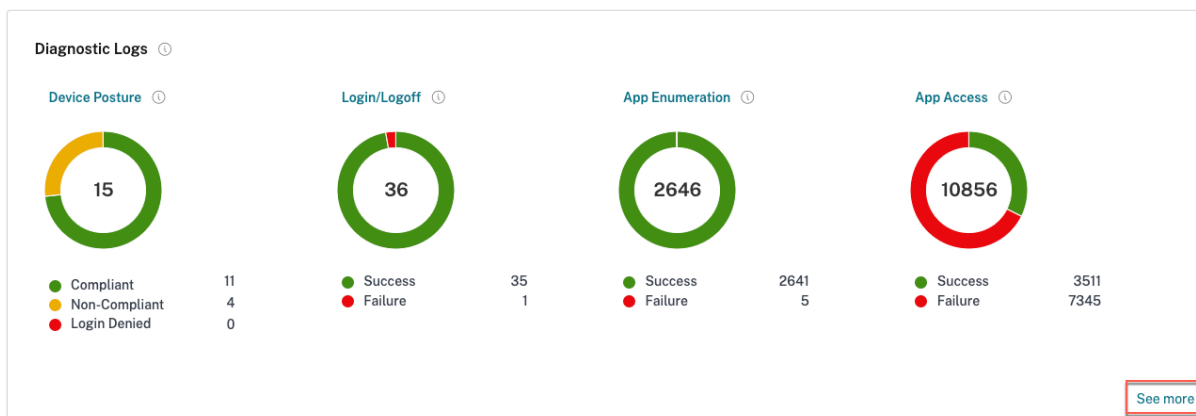 Diagnostic Logs
Device Posture
15
Compliant 11
Non-Compliant 4
Login Denied 0
Login/Logoff
36
Success 35
Failure 1
App Enumeration
2646
Success 2641
Failure 5
App Access
10856
Success 3511
Failure 7345
See more